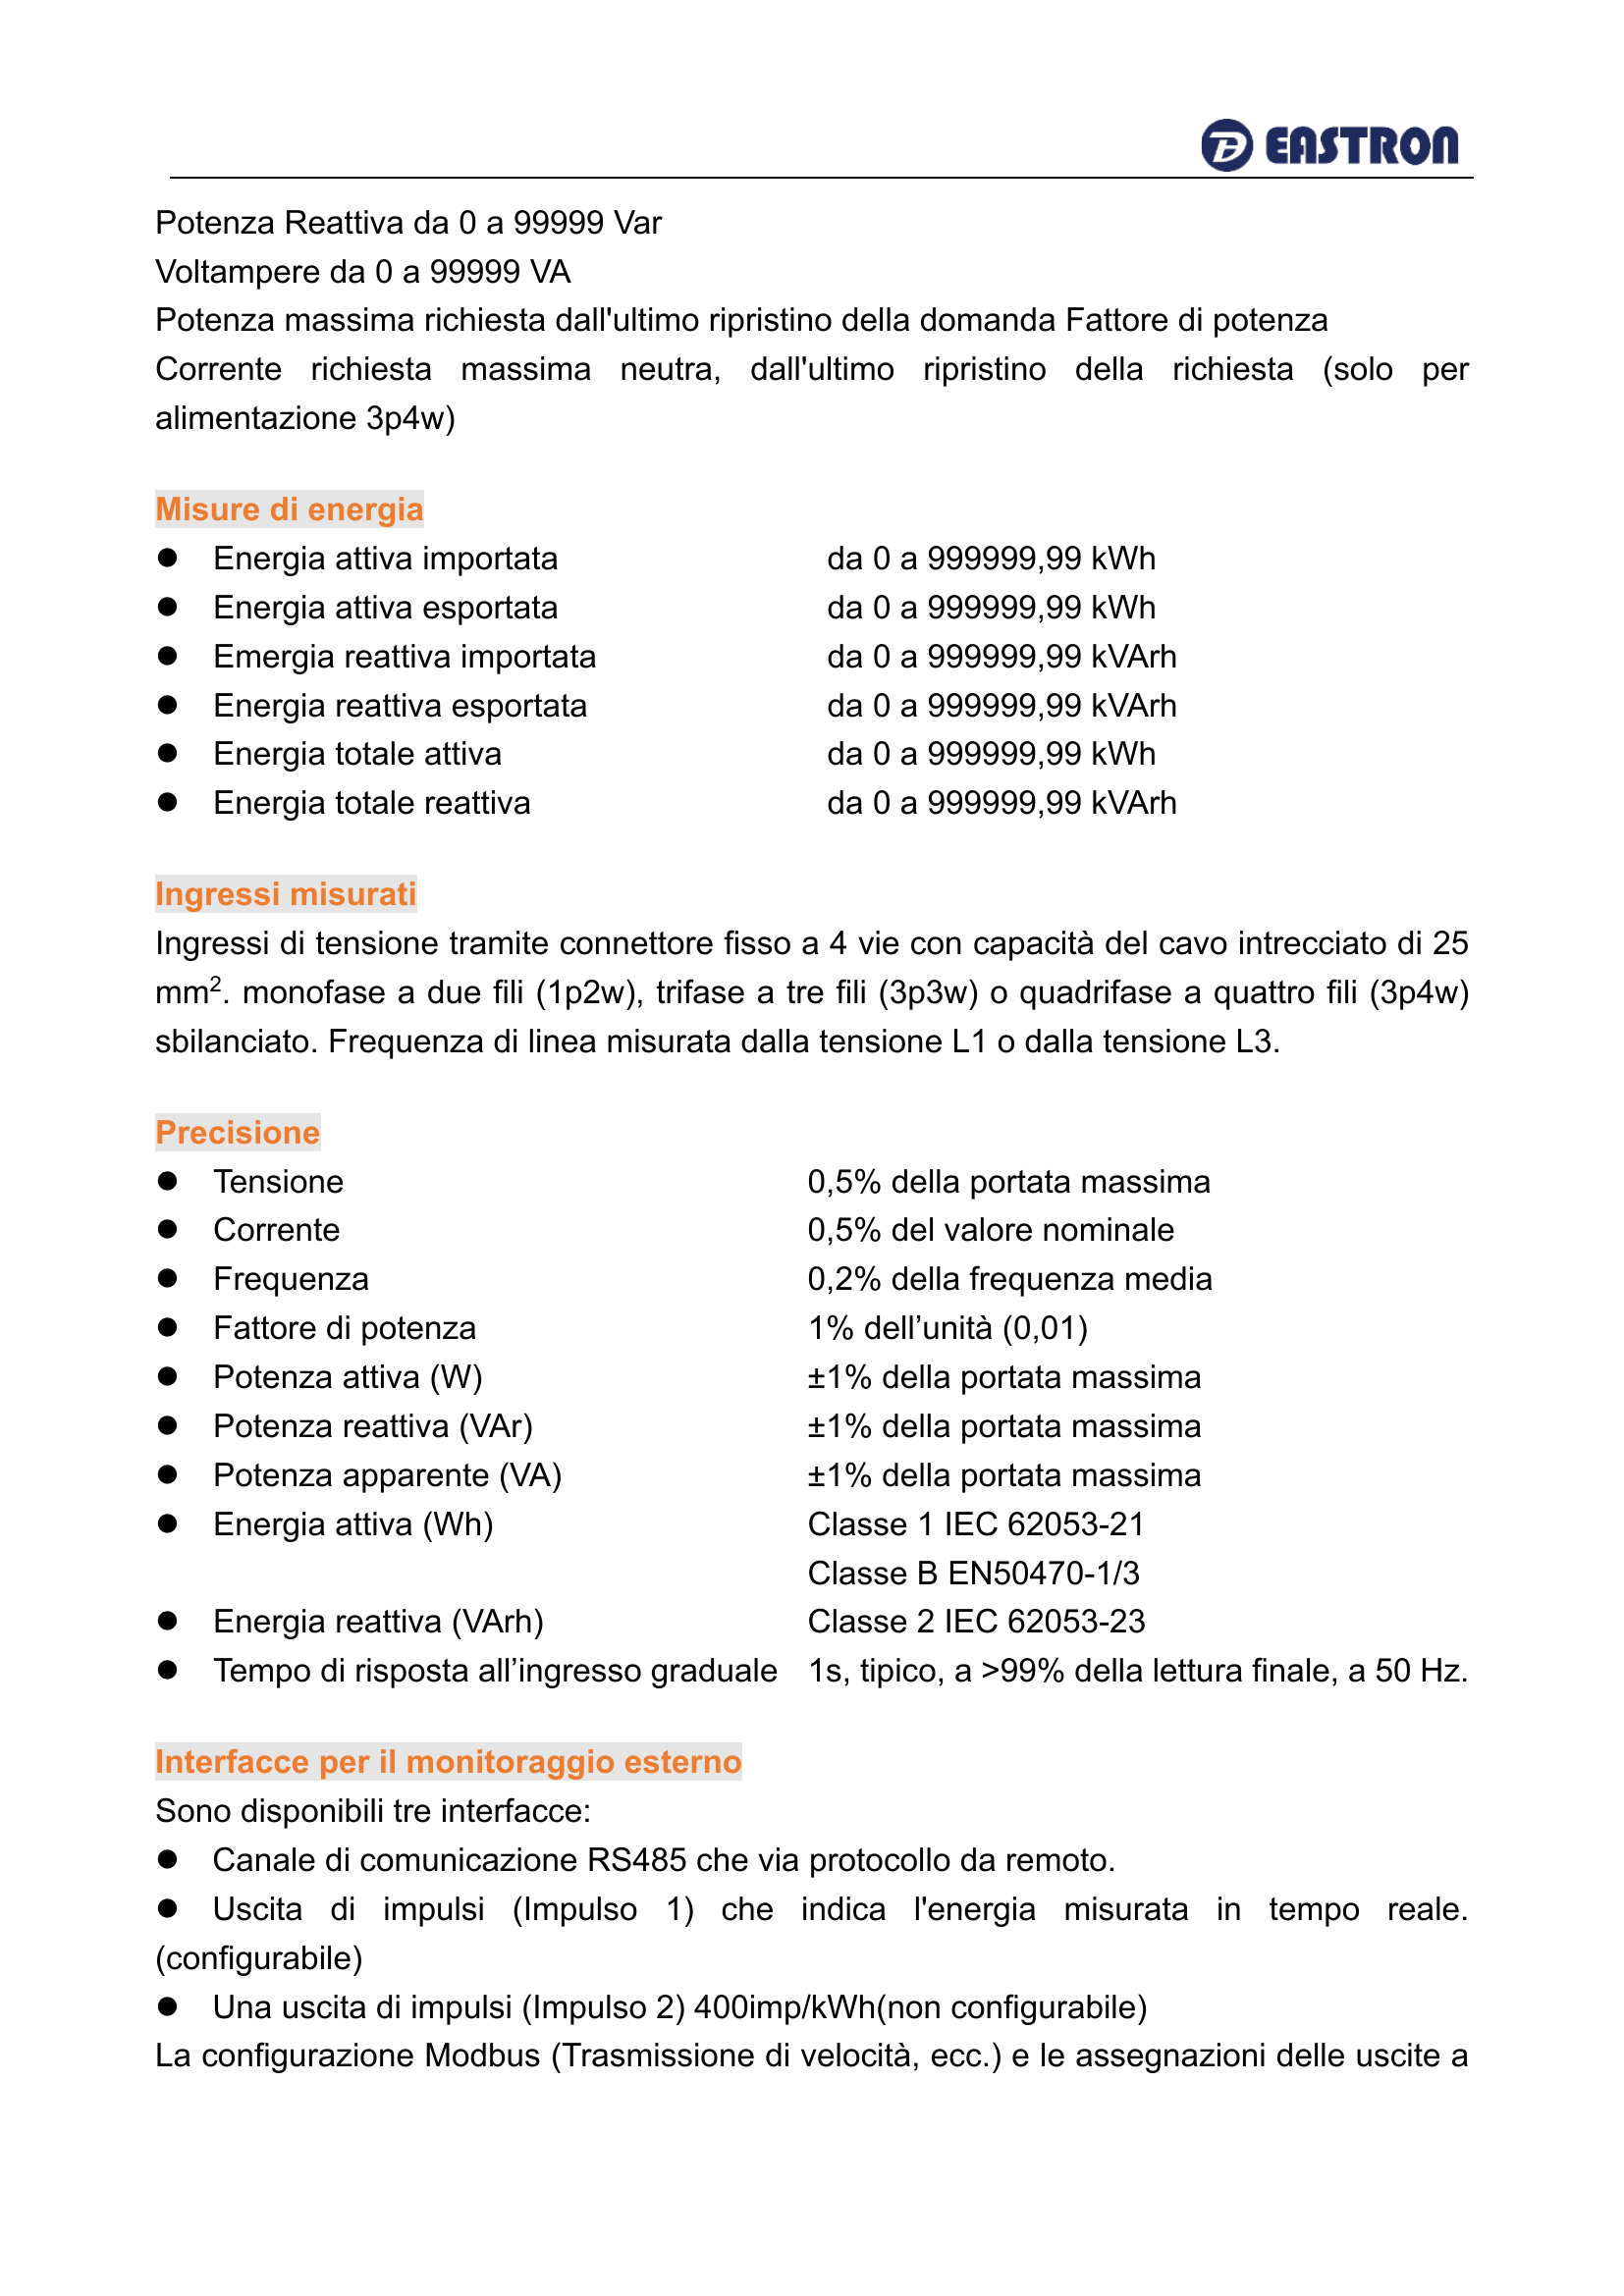 EASTRON
Potenza Reattiva da 0 a 99999 Var
Voltampere da 0 a 99999 VA
Potenza massima richiesta dall'ultimo ripristino della domanda Fattore di potenza
Corrente richiesta massima neutra, dall'ultimo ripristino della richiesta (solo per
alimentazione 3p4w)
Misure di energia
● Energia attiva importata da 0 a 999999,99 kWh
● Energia attiva esportata da 0 a 999999,99 kWh
● Emergia reattiva importata da 0 a 999999,99 kVArh
● Energia reattiva esportata da 0 a 999999,99 kVArh
● Energia totale attiva da 0 a 999999,99 kWh
● Energia totale reattiva da 0 a 999999,99 kVArh
Ingressi misurati
Ingressi di tensione tramite connettore fisso a 4 vie con capacità del cavo intrecciato di 25
mm². monofase a due fili (1p2w), trifase a tre fili (3p3w) o quadrifase a quattro fili (3p4w)
sbilanciato. Frequenza di linea misurata dalla tensione L1 o dalla tensione L3.
Precisione
● Tensione 0,5% della portata massima
● Corrente 0,5% del valore nominale
● Frequenza 0,2% della frequenza media
● Fattore di potenza 1% dell’unità (0,01)
● Potenza attiva (W) ±1% della portata massima
● Potenza reattiva (VAr) ±1% della portata massima
● Potenza apparente (VA) ±1% della portata massima
● Energia attiva (Wh) Classe 1 IEC 62053-21
Classe B EN50470-1/3
● Energia reattiva (VArh) Classe 2 IEC 62053-23
● Tempo di risposta all’ingresso graduale 1s, tipico, a >99% della lettura finale, a 50 Hz.
Interfacce per il monitoraggio esterno
Sono disponibili tre interfacce:
● Canale di comunicazione RS485 che via protocollo da remoto.
● Uscita di impulsi (Impulso 1) che indica l'energia misurata in tempo reale.
(configurabile)
● Una uscita di impulsi (Impulso 2) 400imp/kWh(non configurabile)
La configurazione Modbus (Trasmissione di velocità, ecc.) e le assegnazioni delle uscite a